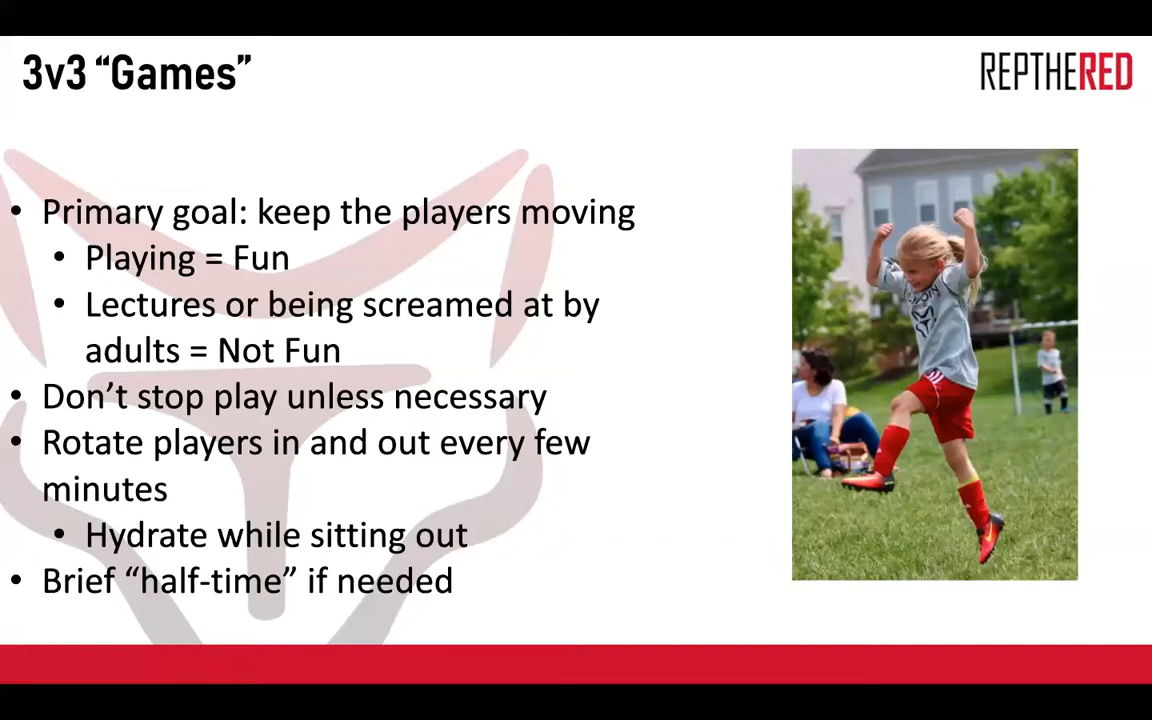 3v3 “Games”
REPTHERED
• Primary goal: keep the players moving
• Playing = Fun
• Lectures or being screamed at by
adults = Not Fun
• Don’t stop play unless necessary
• Rotate players in and out every few
minutes
• Hydrate while sitting out
• Brief “half-time” if needed